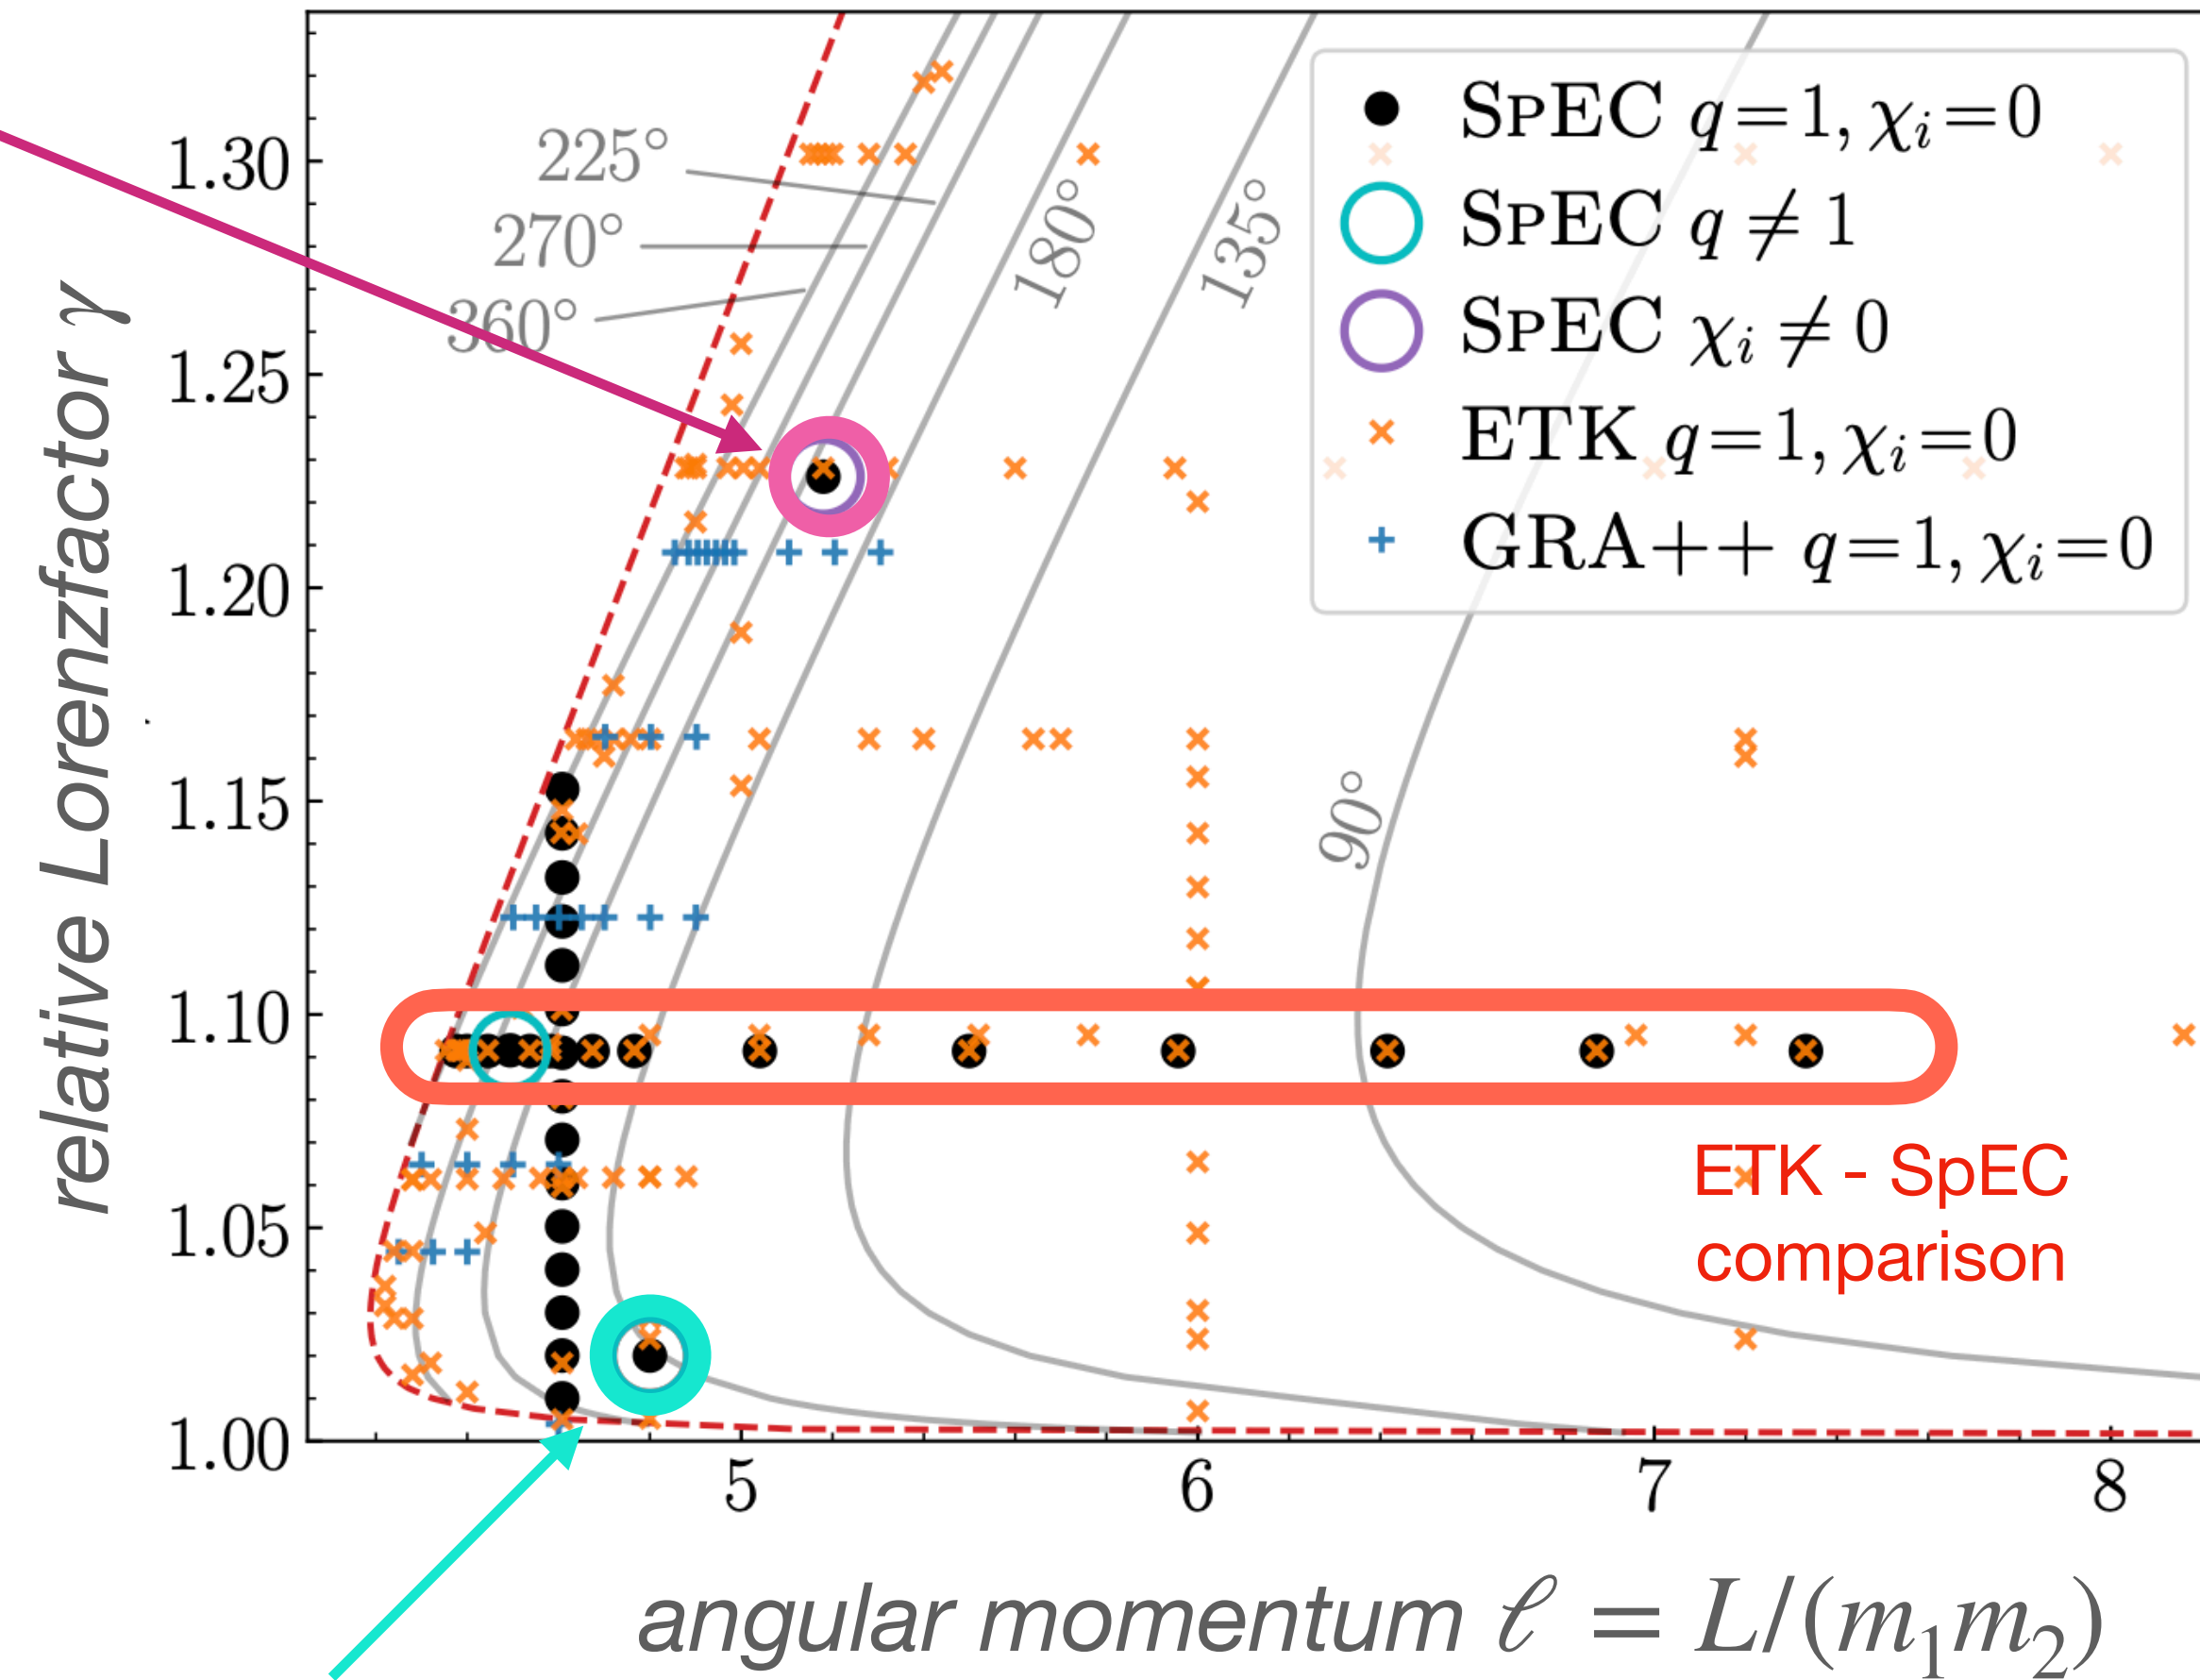 relative Lorenzfactor γ
1.30
1.25
1.20
1.15
1.10
1.05
1.00
225°
270°
360°
180°
135°
90°
SPEC q=1, χᵢ=0
SPEC q ≠ 1
SPEC χᵢ ≠ 0
ETK q=1, χᵢ=0
GRA++ q=1, χᵢ=0
ETK - SpEC
comparison
5 6 7 8
angular momentum ℓ = L/(m₁m₂)